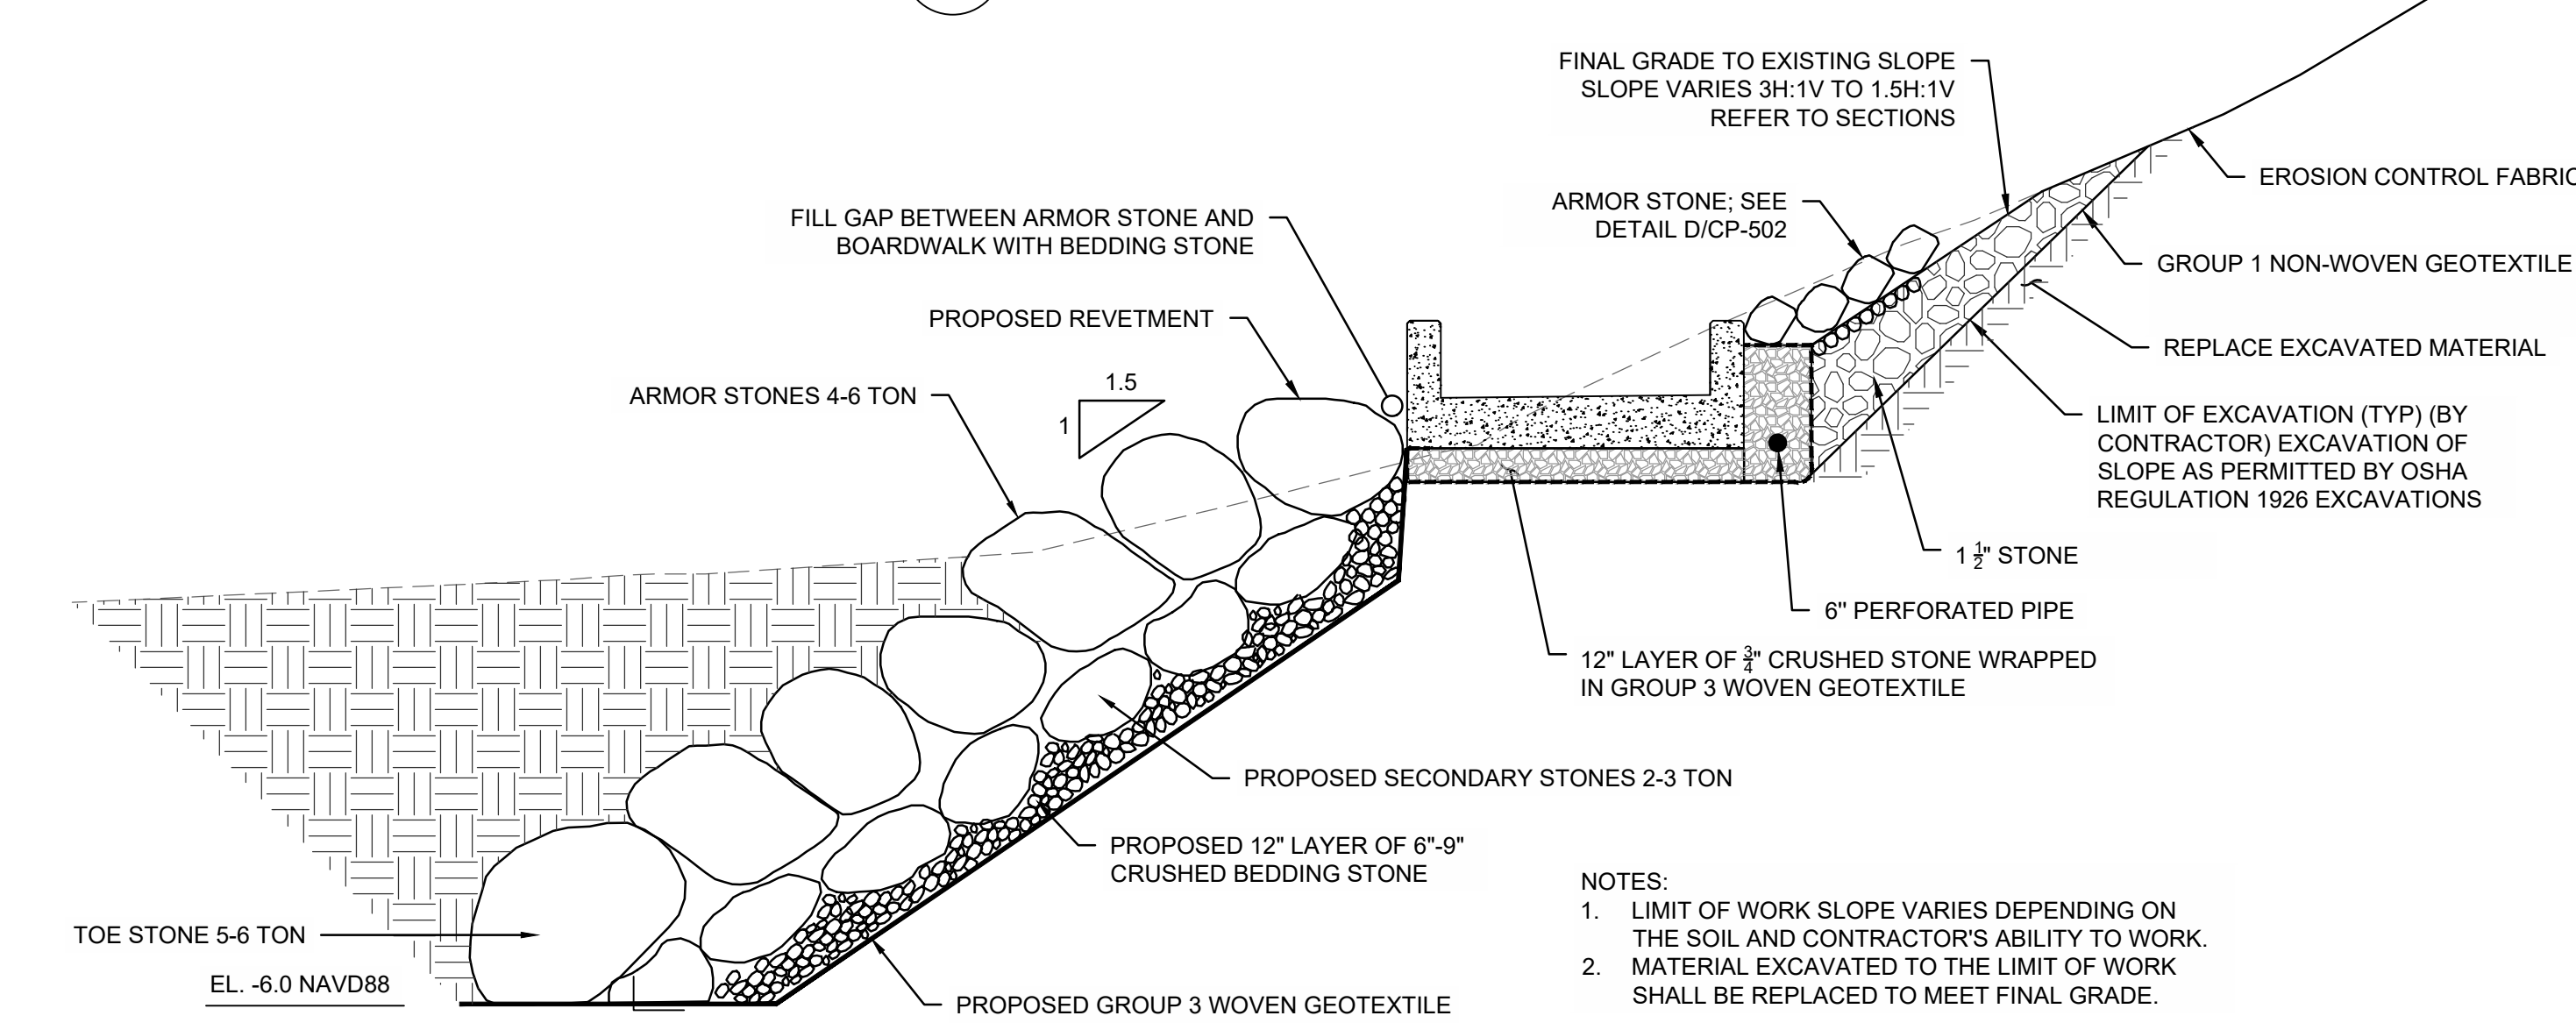 FINAL GRADE TO EXISTING SLOPE
SLOPE VARIES 3H:1V TO 1.5H:1V
REFER TO SECTIONS
EROSION CONTROL FABRIC
ARMOR STONE; SEE
DETAIL D/CP-502
FILL GAP BETWEEN ARMOR STONE AND
BOARDWALK WITH BEDDING STONE
GROUP 1 NON-WOVEN GEOTEXTILE
PROPOSED REVETMENT
REPLACE EXCAVATED MATERIAL
ARMOR STONES 4-6 TON
1.5
1
LIMIT OF EXCAVATION (TYP) (BY
CONTRACTOR) EXCAVATION OF
SLOPE AS PERMITTED BY OSHA
REGULATION 1926 EXCAVATIONS
1 1/2" STONE
6" PERFORATED PIPE
12" LAYER OF 3/4" CRUSHED STONE WRAPPED
IN GROUP 3 WOVEN GEOTEXTILE
PROPOSED SECONDARY STONES 2-3 TON
PROPOSED 12" LAYER OF 6"-9"
CRUSHED BEDDING STONE
TOE STONE 5-6 TON
EL. -6.0 NAVD88
PROPOSED GROUP 3 WOVEN GEOTEXTILE
NOTES:
1. LIMIT OF WORK SLOPE VARIES DEPENDING ON
THE SOIL AND CONTRACTOR'S ABILITY TO WORK.
2. MATERIAL EXCAVATED TO THE LIMIT OF WORK
SHALL BE REPLACED TO MEET FINAL GRADE.